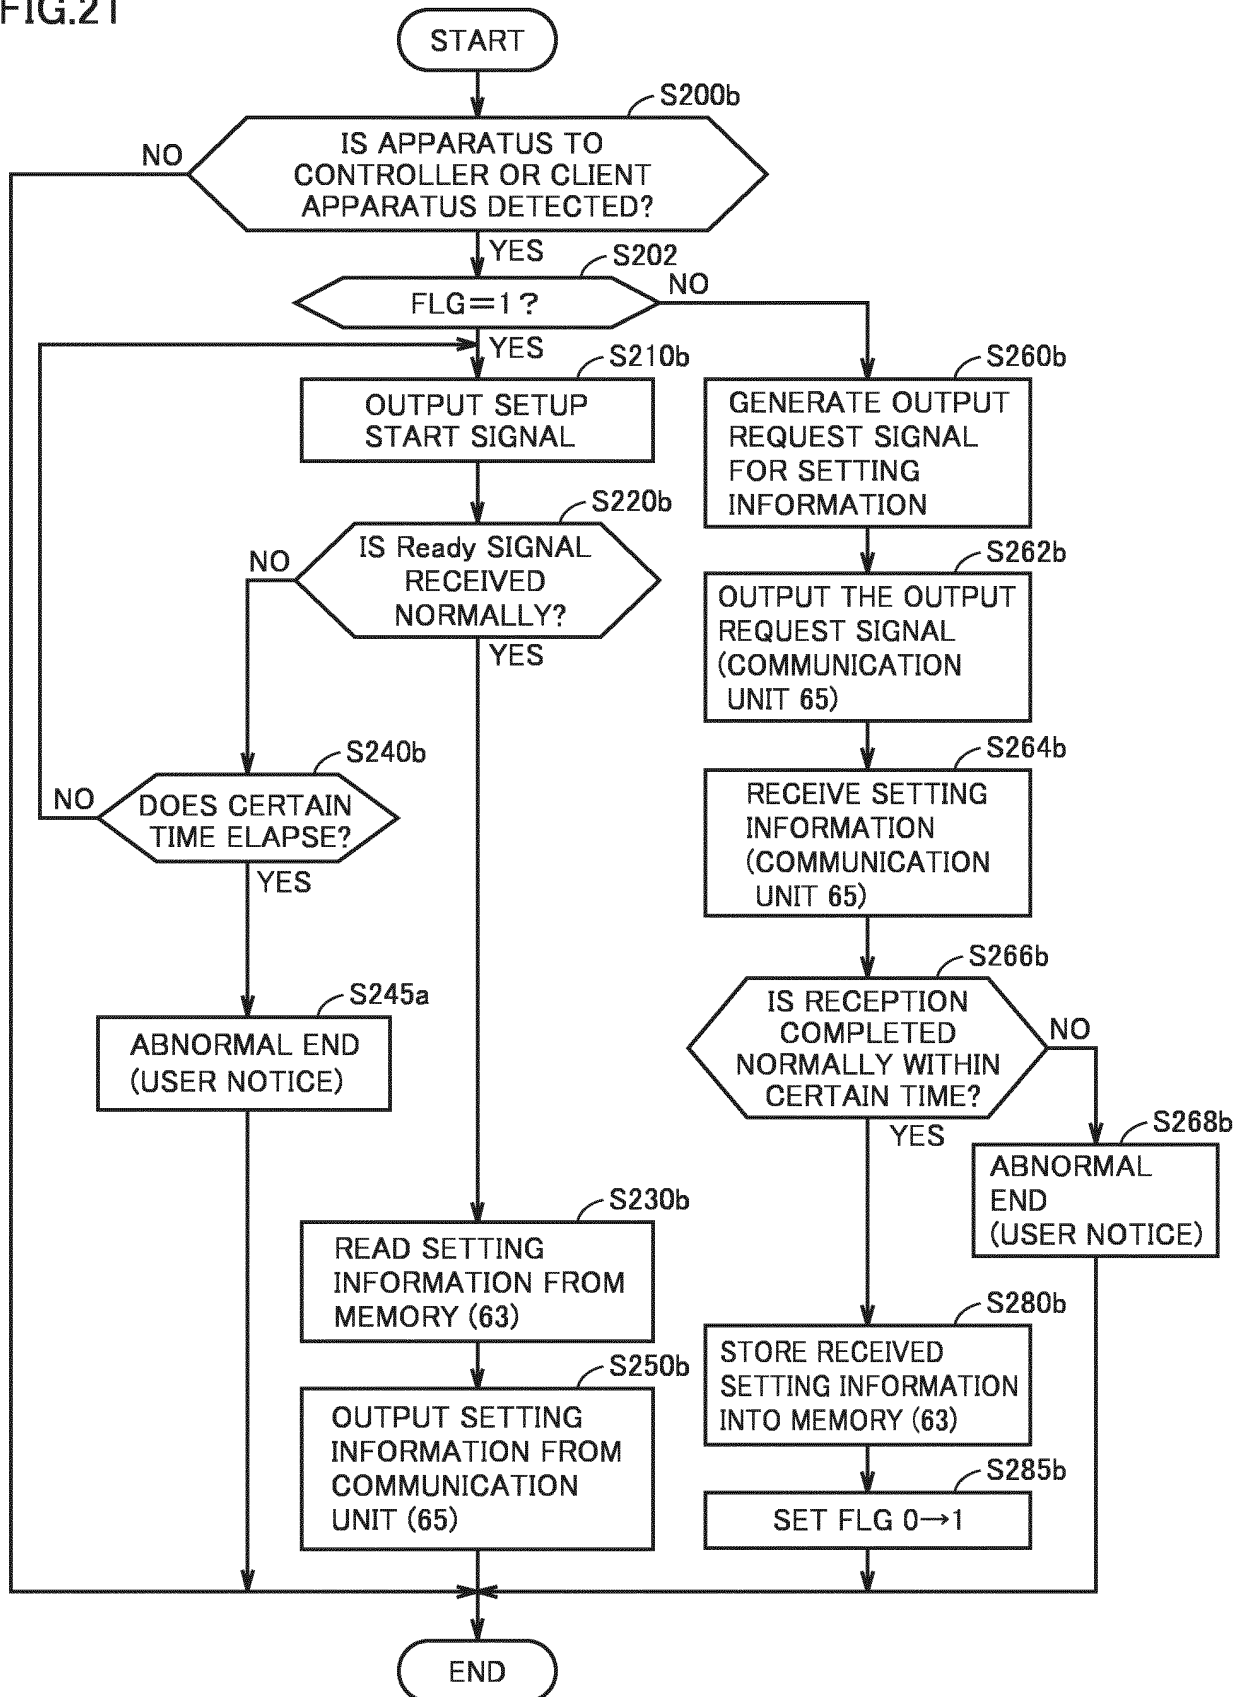 FIG.21
START
S200b
NO
IS APPARATUS TO
CONTROLLER OR CLIENT
APPARATUS DETECTED?
YES
S202
FLG=1?
NO
YES
S210b
OUTPUT SETUP
START SIGNAL
S220b
NO
IS Ready SIGNAL
RECEIVED
NORMALLY?
YES
S240b
NO
DOES CERTAIN
TIME ELAPSE?
YES
S245a
ABNORMAL END
(USER NOTICE)
S230b
READ SETTING
INFORMATION FROM
MEMORY (63)
S250b
OUTPUT SETTING
INFORMATION FROM
COMMUNICATION
UNIT (65)
S260b
GENERATE OUTPUT
REQUEST SIGNAL
FOR SETTING
INFORMATION
S262b
OUTPUT THE OUTPUT
REQUEST SIGNAL
(COMMUNICATION
UNIT 65)
S264b
RECEIVE SETTING
INFORMATION
(COMMUNICATION
UNIT 65)
S266b
IS RECEPTION
COMPLETED
NORMALLY WITHIN
CERTAIN TIME?
NO
YES
S268b
ABNORMAL
END
(USER NOTICE)
S280b
STORE RECEIVED
SETTING INFORMATION
INTO MEMORY (63)
S285b
SET FLG 0→1
END